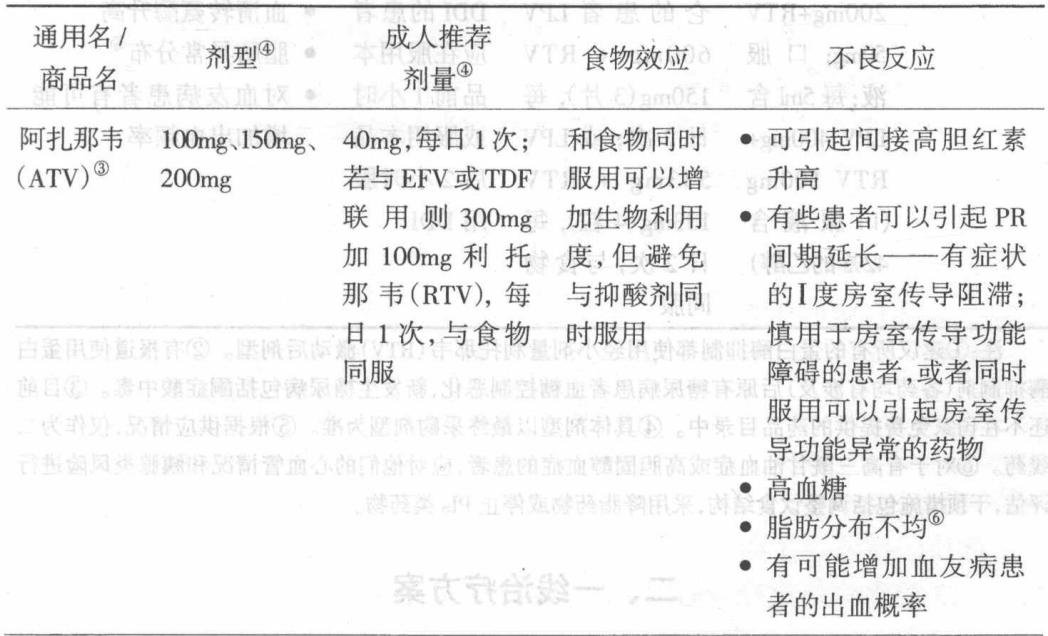 通用名/
商品名
剂型④
成人推荐
剂量④
食物效应
不良反应
阿扎那韦
(ATV)③
100mg、150mg、
200mg
40mg,每日1次;
若与EFV或TDF
联用则300mg
加100mg利托
那韦(RTV),每
日1次,与食物
同服
和食物同时
服用可以增
加生物利用
度,但避免
与抑酸剂同
时服用
● 可引起间接高胆红素
升高
● 有些患者可以引起PR
间期延长——有症状
的Ⅰ度房室传导阻滞;
慎用于房室传导功能
障碍的患者,或者同时
服用可以引起房室传
导功能异常的药物
● 高血糖
● 脂肪分布不均⑥
● 有可能增加血友病患
者的出血概率